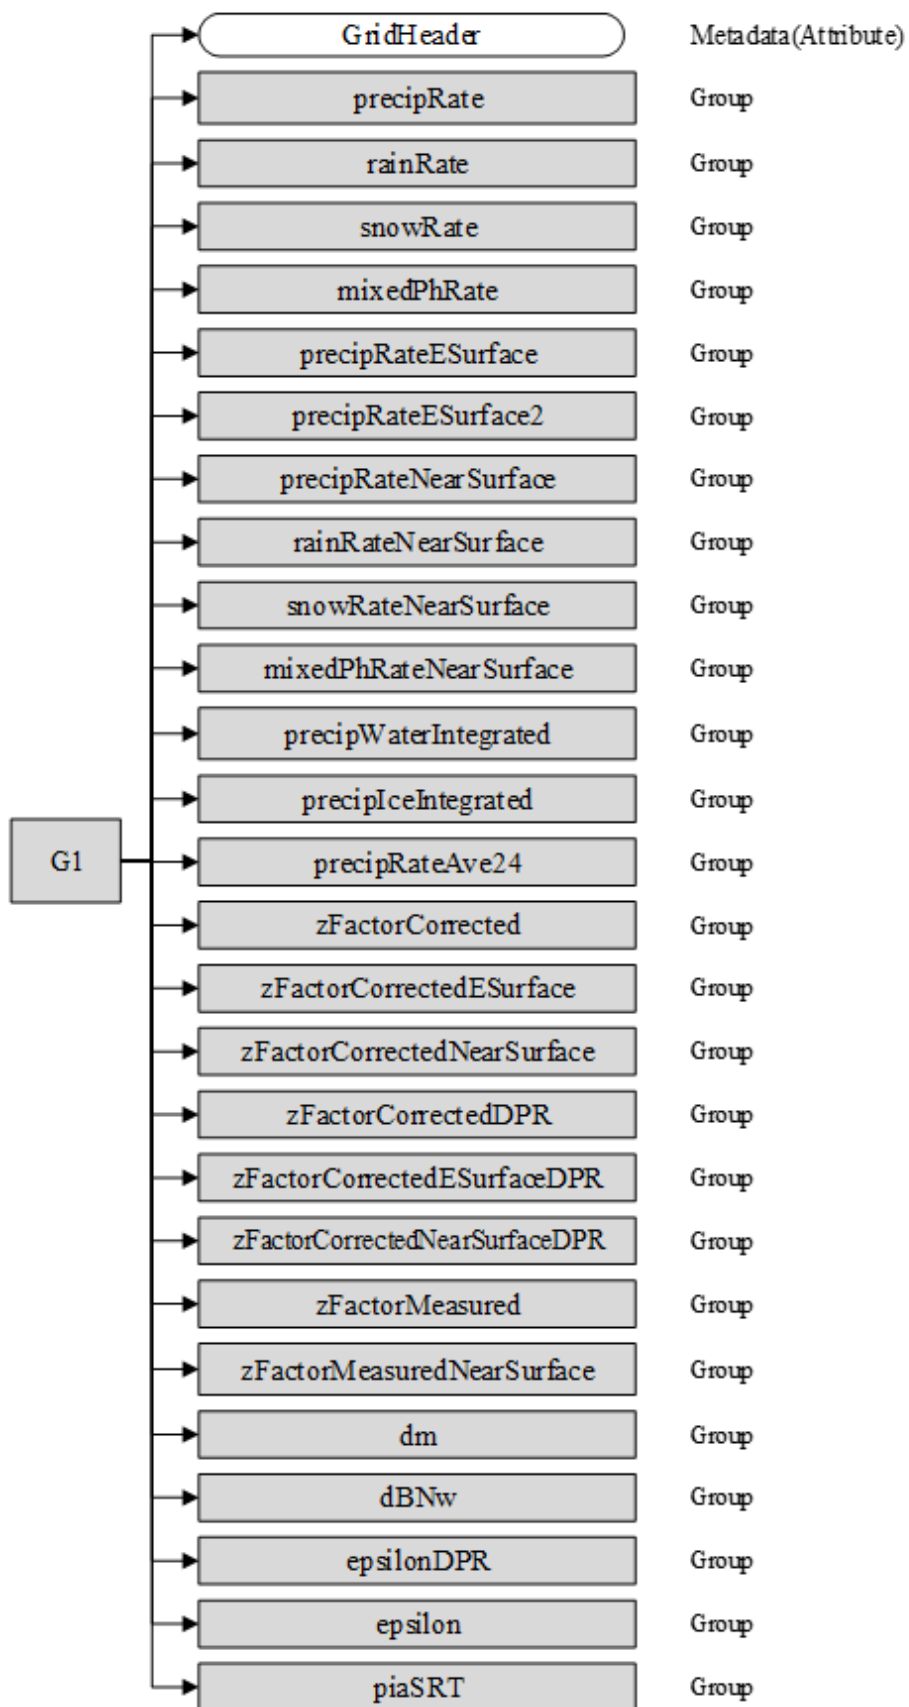 GridHeader Metadata(Attribute)
precipRate Group
rainRate Group
snowRate Group
mixedPhRate Group
precipRateESurface Group
precipRateESurface2 Group
precipRateNearSurface Group
rainRateNearSurface Group
snowRateNearSurface Group
mixedPhRateNearSurface Group
precipWaterIntegrated Group
precipIceIntegrated Group
G1 precipRateAve24 Group
zFactorCorrected Group
zFactorCorrectedESurface Group
zFactorCorrectedNearSurface Group
zFactorCorrectedDPR Group
zFactorCorrectedESurfaceDPR Group
zFactorCorrectedNearSurfaceDPR Group
zFactorMeasured Group
zFactorMeasuredNearSurface Group
dm Group
dBNw Group
epsilonDPR Group
epsilon Group
piaSRT Group